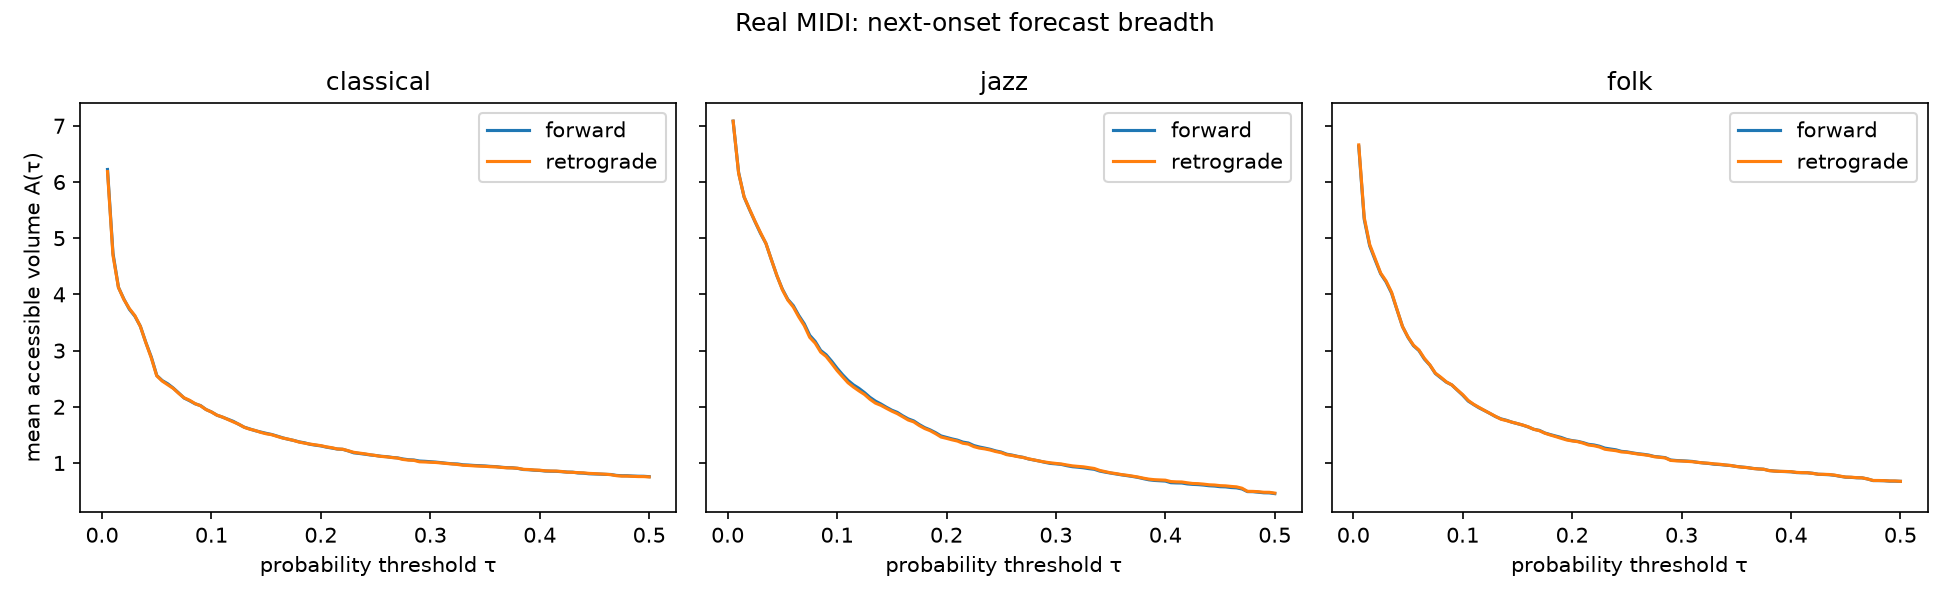 Real MIDI: next-onset forecast breadth
classical
mean accessible volume A(τ)
7
6
5
4
3
2
1
forward
retrograde
0.0 0.1 0.2 0.3 0.4 0.5
probability threshold τ
jazz
forward
retrograde
0.0 0.1 0.2 0.3 0.4 0.5
probability threshold τ
folk
forward
retrograde
0.0 0.1 0.2 0.3 0.4 0.5
probability threshold τ